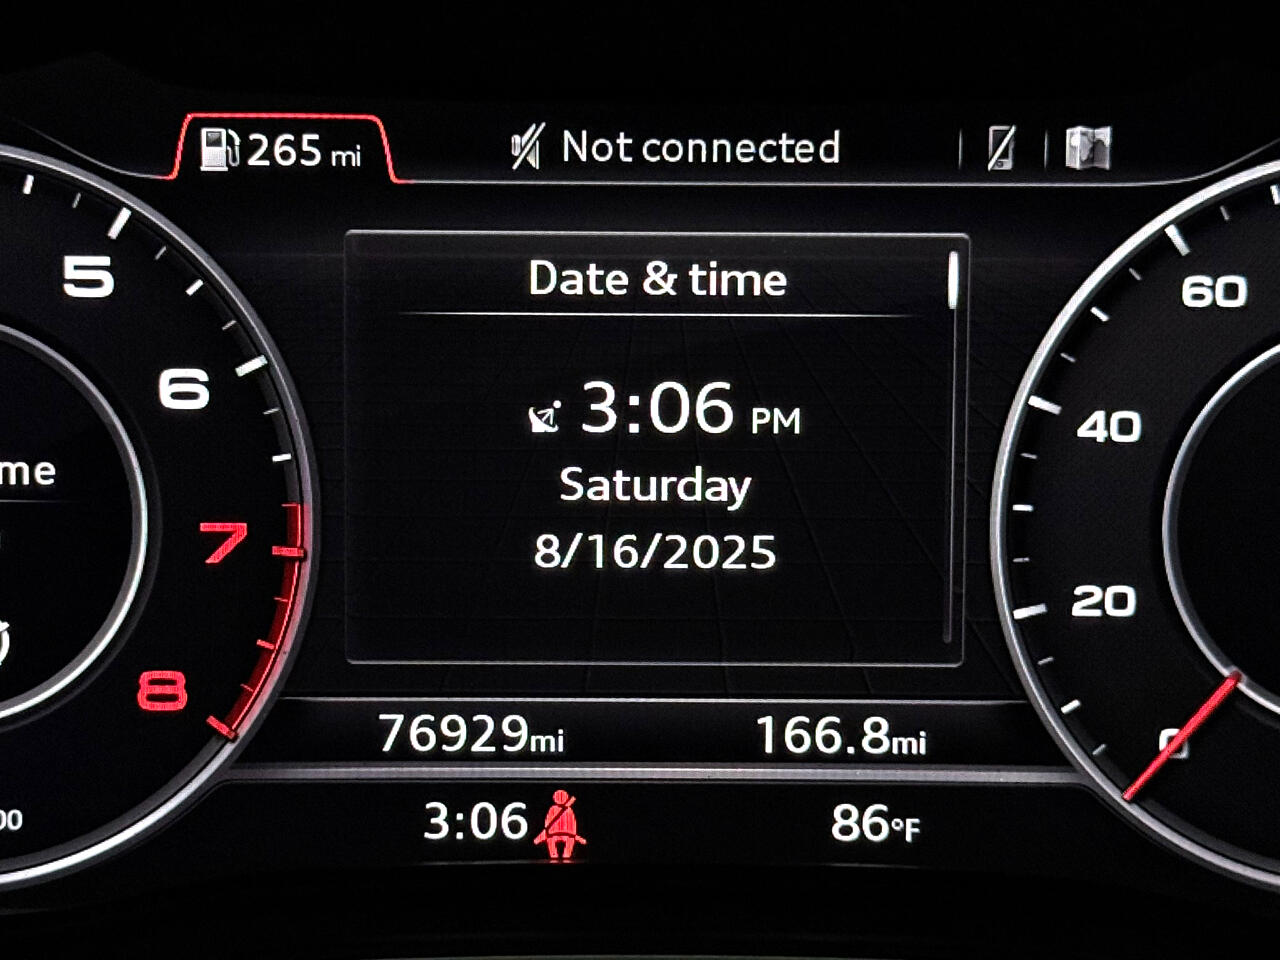 265 mi
Not connected
Date & time
3:06 PM
Saturday
8/16/2025
5
6
7
8
me
00
60
40
20
0
76929mi
166.8mi
3:06
86°F